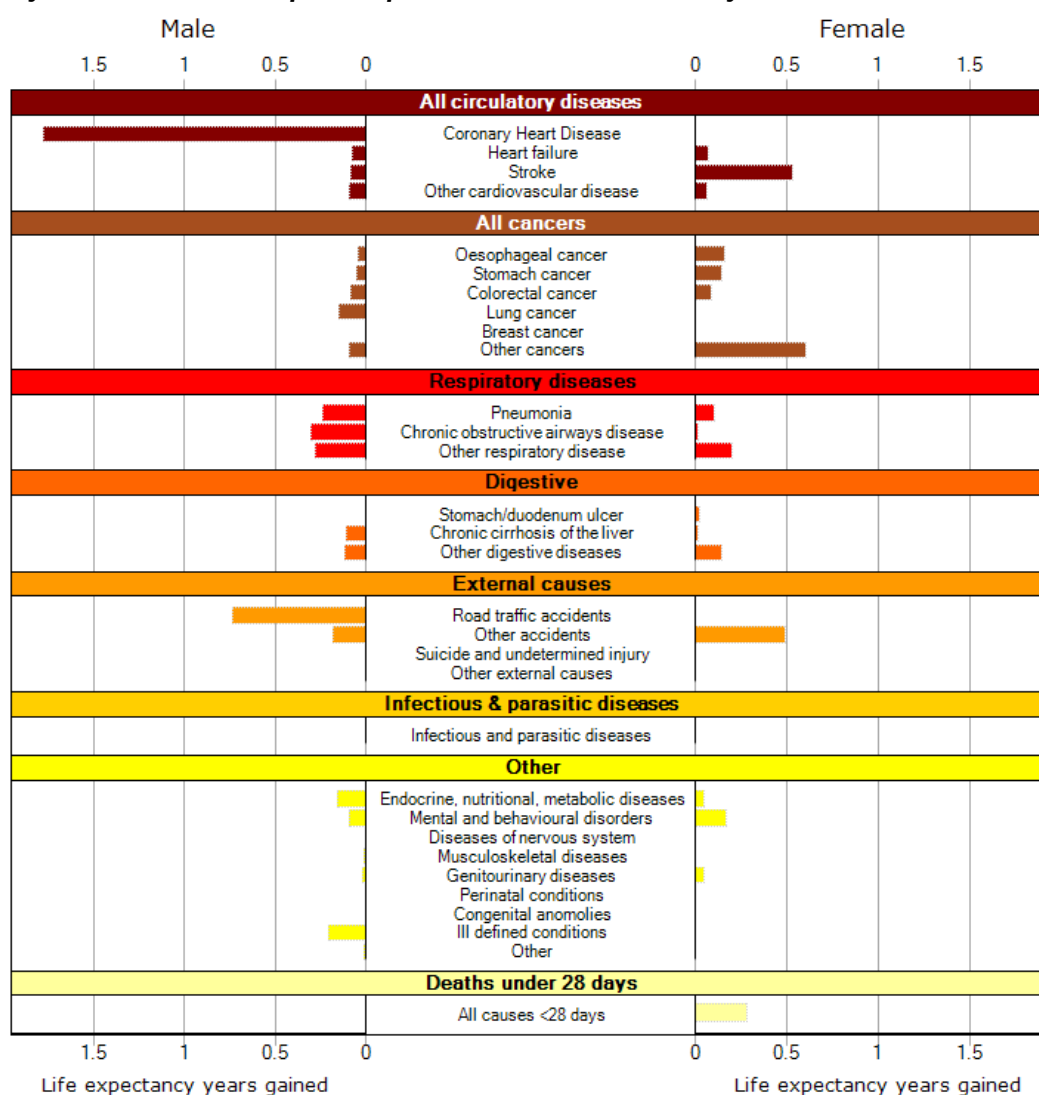 Male Female
1.5 1 0.5 0 0 0.5 1 1.5
All circulatory diseases
Coronary Heart Disease
Heart failure
Stroke
Other cardiovascular disease
All cancers
Oesophageal cancer
Stomach cancer
Colorectal cancer
Lung cancer
Breast cancer
Other cancers
Respiratory diseases
Pneumonia
Chronic obstructive airways disease
Other respiratory disease
Digestive
Stomach/duodenum ulcer
Chronic cirrhosis of the liver
Other digestive diseases
External causes
Road traffic accidents
Other accidents
Suicide and undetermined injury
Other external causes
Infectious & parasitic diseases
Infectious and parasitic diseases
Other
Endocrine, nutritional, metabolic diseases
Mental and behavioural disorders
Diseases of nervous system
Musculoskeletal diseases
Genitourinary diseases
Perinatal conditions
Congenital anomolies
Ill defined conditions
Other
Deaths under 28 days
All causes <28 days
1.5 1 0.5 0 0 0.5 1 1.5
Life expectancy years gained Life expectancy years gained